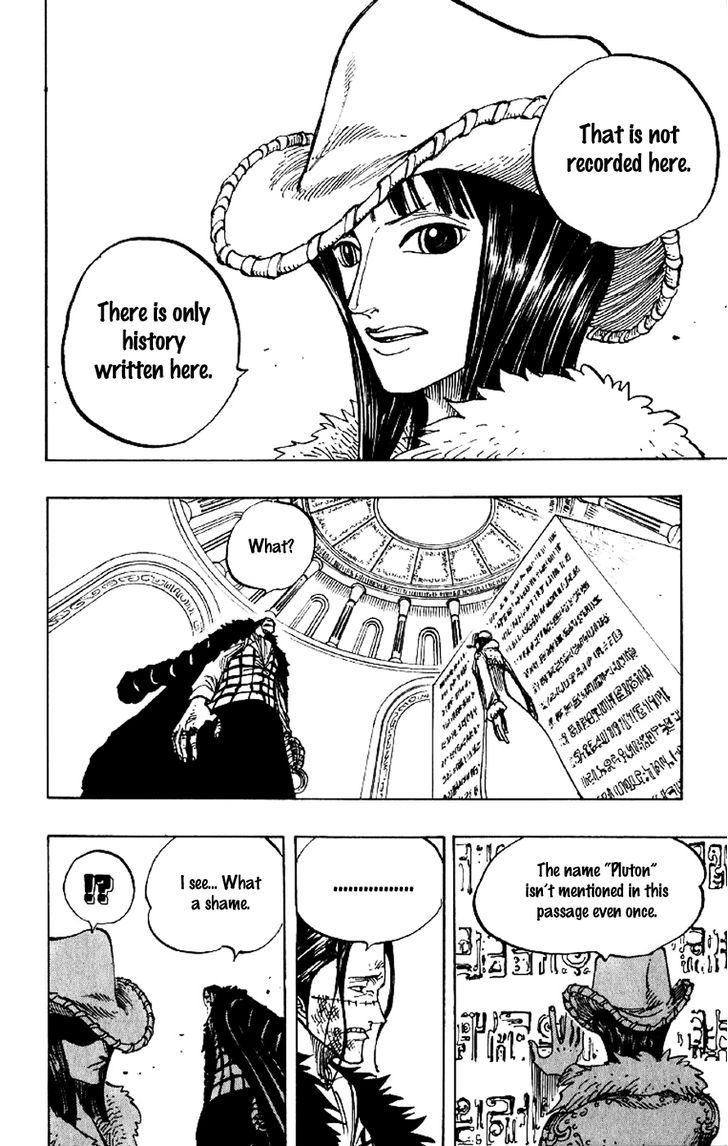 That is not
recorded here.
There is only
history
written here.
What?
The name "Pluton"
isn't mentioned in this
passage even once.
.................
I see... What
a shame.
!?